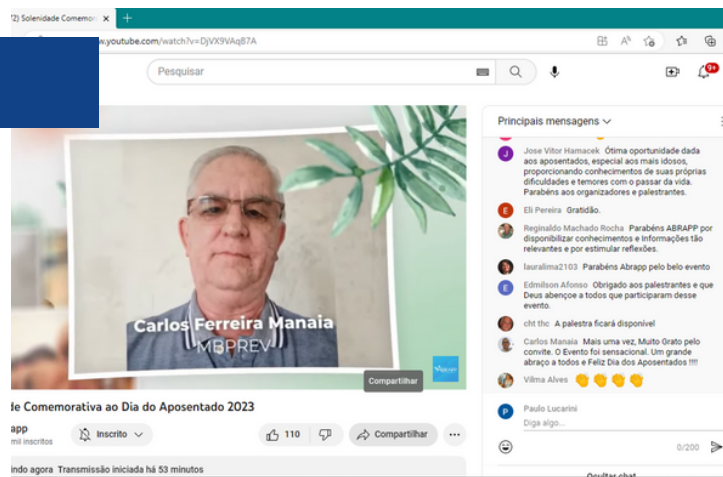 72) Solenidade Comemor
w.youtube.com/watch?v=DjVX9VAqB7A
Pesquisar
9+
Carlos Ferreira Manaia
MBPREV
Compartilhar
de Comemorativa ao Dia do Aposentado 2023
app
mil inscritos
Inscrito
110
Compartilhar
indo agora Transmissão iniciada há 53 minutos
Principais mensagens
Jose Vitor Hamacek Ótima oportunidade dada
aos aposentados, especial aos mais idosos,
proporcionando conhecimentos de suas próprias
dificuldades e temores com o passar da vida.
Parabéns aos organizadores e palestrantes.
Eli Pereira Gratidão.
Reginaldo Machado Rocha Parabéns ABRAPP por
disponibilizar conhecimentos e Informações tão
relevantes e por estimular reflexões.
lauralima2103 Parabéns Abrapp pelo belo evento
Edmilson Afonso Obrigado aos palestrantes e que
Deus abençoe a todos que participaram desse
evento.
cht thc A palestra ficará disponível
Carlos Manaia Mais uma vez, Muito Grato pelo
convite. O Evento foi sensacional. Um grande
abraço a todos e Feliz Dia dos Aposentados !!!!
Vilma Alves 👏👏👏👏
Paulo Lucarini
Diga algo...
0/200
Ocultar chat